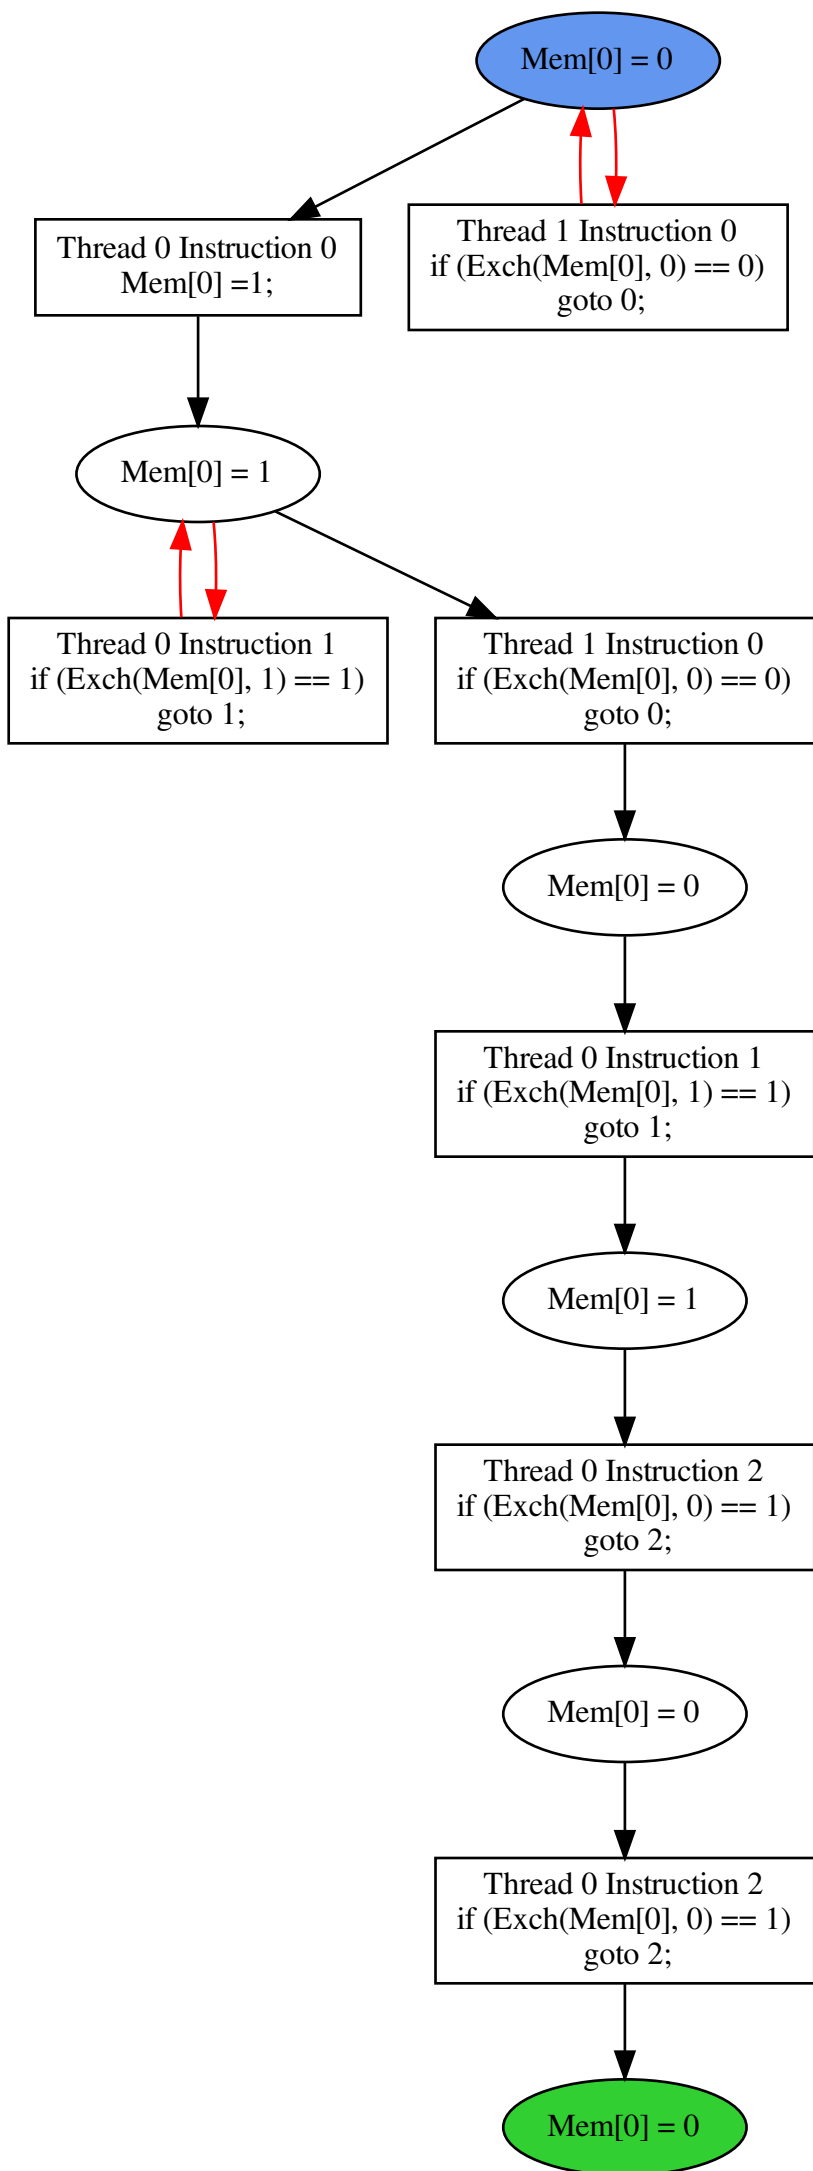 Mem[0] = 0
Thread 0 Instruction 0
Mem[0] =1;
Thread 1 Instruction 0
if (Exch(Mem[0], 0) == 0)
goto 0;
Mem[0] = 1
Thread 0 Instruction 1
if (Exch(Mem[0], 1) == 1)
goto 1;
Thread 1 Instruction 0
if (Exch(Mem[0], 0) == 0)
goto 0;
Mem[0] = 0
Thread 0 Instruction 1
if (Exch(Mem[0], 1) == 1)
goto 1;
Mem[0] = 1
Thread 0 Instruction 2
if (Exch(Mem[0], 0) == 1)
goto 2;
Mem[0] = 0
Thread 0 Instruction 2
if (Exch(Mem[0], 0) == 1)
goto 2;
Mem[0] = 0